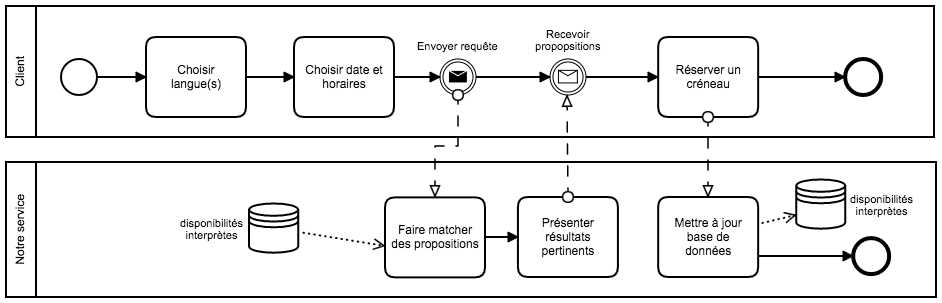 Client
Choisir
langue(s)
Choisir date et
horaires
Envoyer requête
Recevoir
propopsitions
Réserver un
créneau
Nootre service
disponibilités
interprètes
Faire matcher
des propositions
Présenter
résultats
pertinents
Mettre à jour
base de
données
disponibilités
interprètes